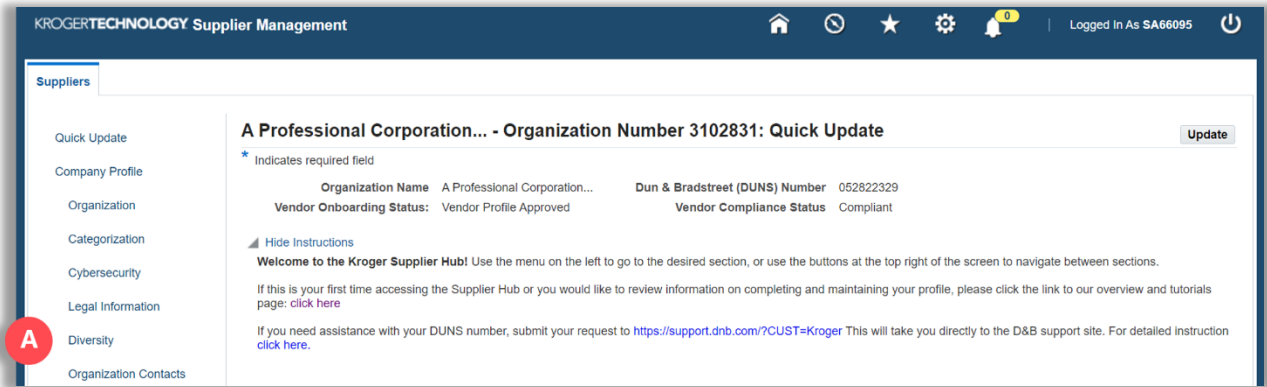 KROGERTECHNOLOGY. Supplier Management
0
Logged In As SA66095
Suppliers
Quick Update
Company Profile
Organization
Categorization
Cybersecurity
Legal Information
A
Diversity
Organization Contacts
A Professional Corporation... - Organization Number 3102831: Quick Update
Update
* Indicates required field
Organization Name A Professional Corporation... Dun & Bradstreet (DUNS) Number 052822329
Vendor Onboarding Status: Vendor Profile Approved Vendor Compliance Status Compliant
Hide Instructions
Welcome to the Kroger Supplier Hub! Use the menu on the left to go to the desired section, or use the buttons at the top right of the screen to navigate between sections.
If this is your first time accessing the Supplier Hub or you would like to review information on completing and maintaining your profile, please click the link to our overview and tutorials
page: click here
If you need assistance with your DUNS number, submit your request to https://support.dnb.com/?CUST=Kroger This will take you directly to the D&B support site. For detailed instruction
click here.